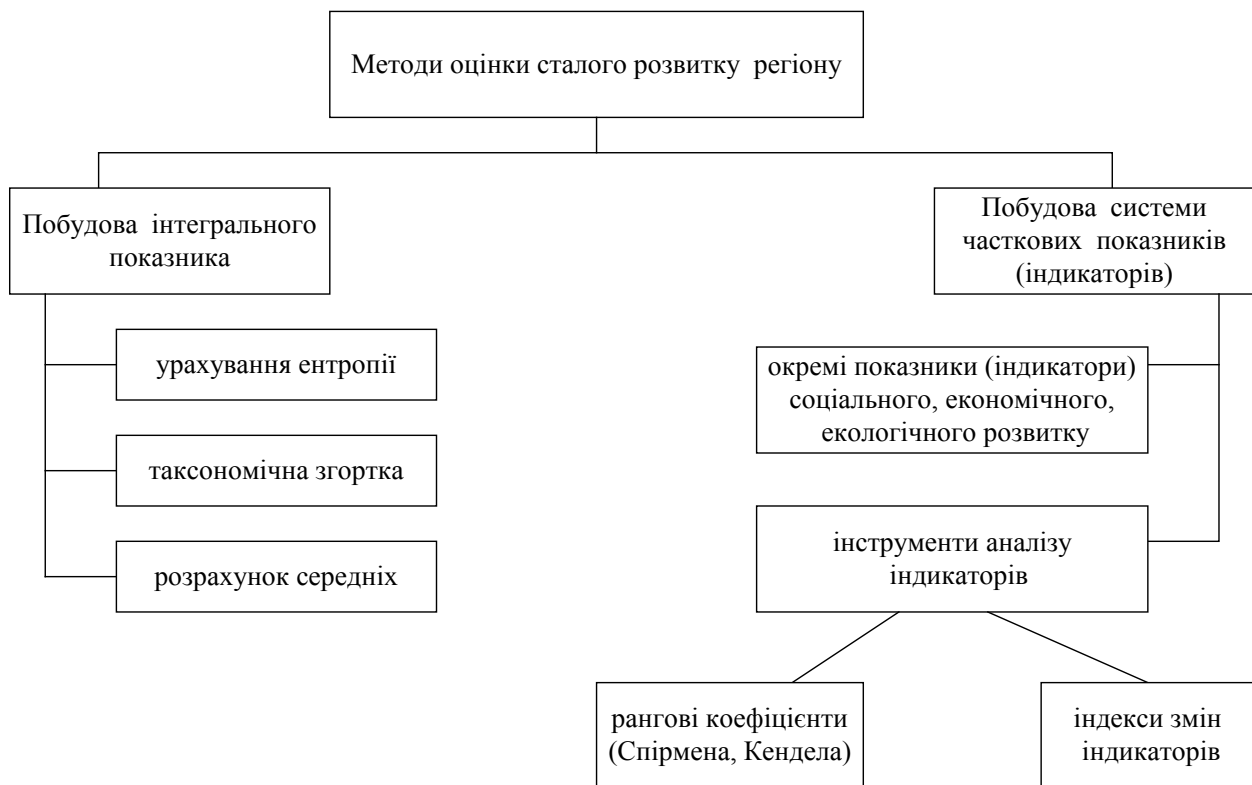 Методи оцінки сталого розвитку регіону
Побудова інтегрального
показника
урахування ентропії
таксономічна згортка
розрахунок середніх
Побудова системи
часткових показників
(індикаторів)
окремі показники (індикатори)
соціального, економічного,
екологічного розвитку
інструменти аналізу
індикаторів
рангові коефіцієнти
(Спірмена, Кендела)
індекси змін
індикаторів